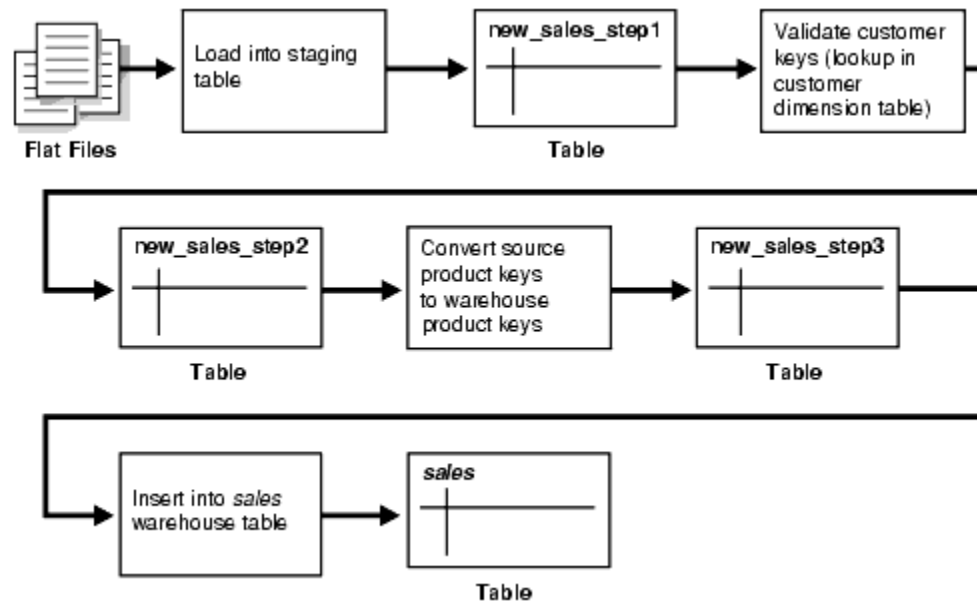 Flat Files
Load into staging
table
new_sales_step1
Table
Validate customer
keys (lookup in
customer
dimension table)
new_sales_step2
Table
Convert source
product keys
to warehouse
product keys
new_sales_step3
Table
Insert into sales
warehouse table
sales
Table